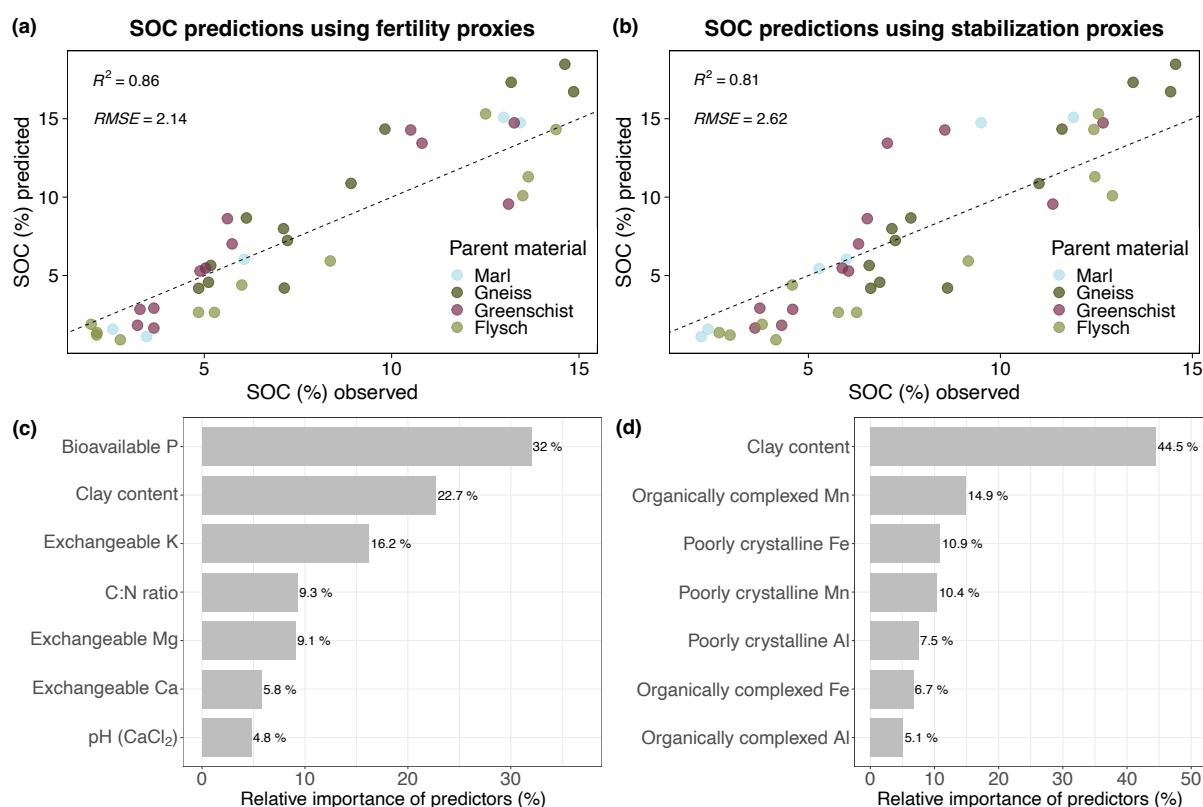 (a) SOC predictions using fertility proxies
R² = 0.86
RMSE = 2.14
15
10
5
SOC (%) predicted
Parent material
Marl
Gneiss
Greenschist
Flysch
5 10 15
SOC (%) observed
(b) SOC predictions using stabilization proxies
R² = 0.81
RMSE = 2.62
15
10
5
SOC (%) predicted
Parent material
Marl
Gneiss
Greenschist
Flysch
5 10 15
SOC (%) observed
(c)
Bioavailable P 32 %
Clay content 22.7 %
Exchangeable K 16.2 %
C:N ratio 9.3 %
Exchangeable Mg 9.1 %
Exchangeable Ca 5.8 %
pH (CaCl₂) 4.8 %
0 10 20 30
Relative importance of predictors (%)
(d)
Clay content 44.5 %
Organically complexed Mn 14.9 %
Poorly crystalline Fe 10.9 %
Poorly crystalline Mn 10.4 %
Poorly crystalline Al 7.5 %
Organically complexed Fe 6.7 %
Organically complexed Al 5.1 %
0 10 20 30 40 50
Relative importance of predictors (%)